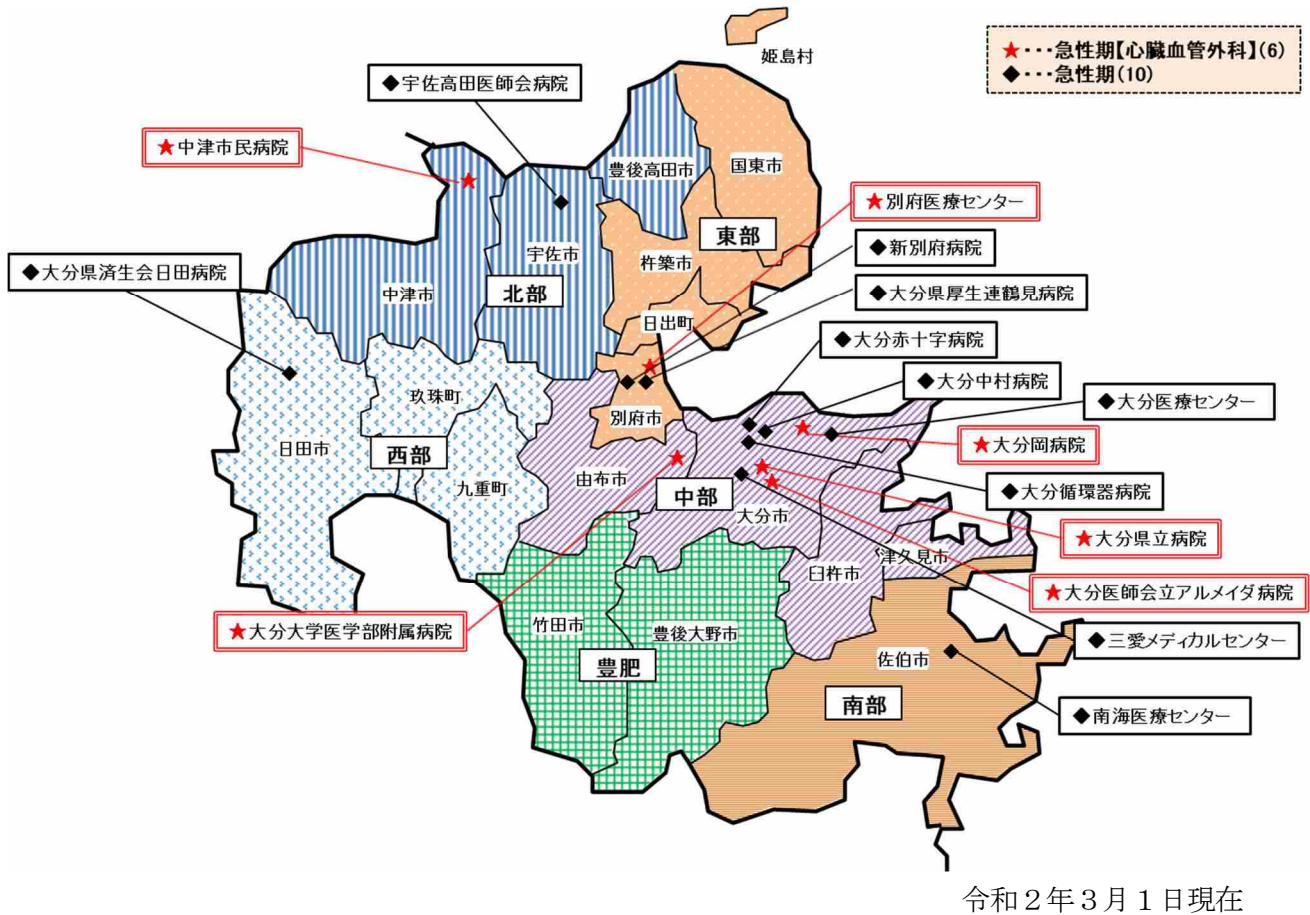 姫島村
★・・・急性期【心臓血管外科】(6)
◆・・・急性期(10)
◆宇佐高田医師会病院
★中津市民病院
豊後高田市
国東市
★別府医療センター
東部
◆新別府病院
宇佐市
杵築市
◆大分県済生会日田病院
中津市
北部
◆大分県厚生連鶴見病院
日出町
◆大分赤十字病院
◆大分中村病院
玖珠町
◆大分医療センター
別府市
日田市
西部
★大分岡病院
九重町
由布市
中部
◆大分循環器病院
大分市
★大分県立病院
津久見市
臼杵市
★大分医師会立アルメイダ病院
★大分大学医学部附属病院
竹田市
豊後大野市
◆三愛メディカルセンター
豊肥
佐伯市
南部
◆南海医療センター
令和２年３月１日現在